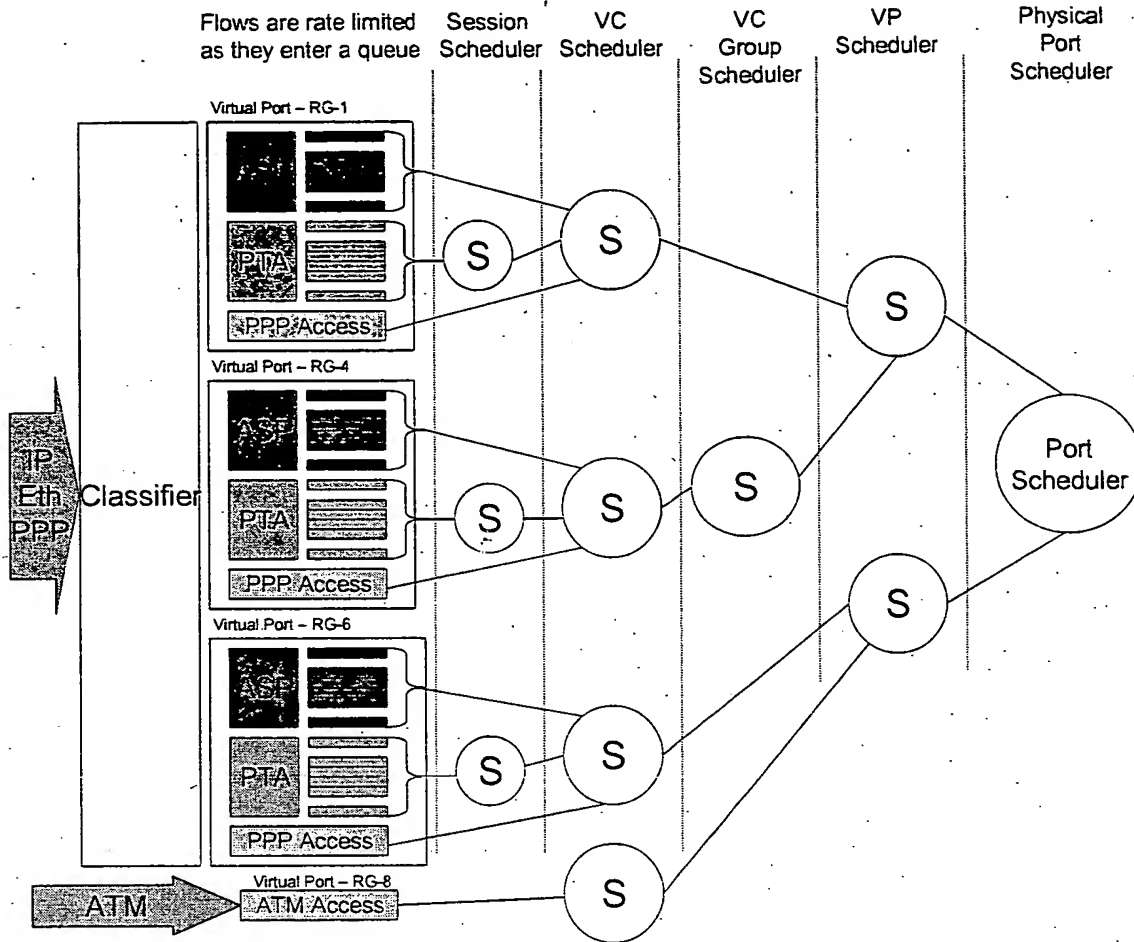 Flows are rate limited
as they enter a queue
Session
Scheduler
VC
Scheduler
VC
Group
Scheduler
VP
Scheduler
Physical
Port
Scheduler
Virtual Port – RG-1
PTA
PPP Access
S
S
S
Virtual Port – RG-4
ASP
PTA
PPP Access
S
S
S
IP
Eth
PPP
Classifier
Port
Scheduler
Virtual Port – RG-6
ASP
PTA
PPP Access
S
S
S
Virtual Port – RG-8
ATM
ATM Access
S